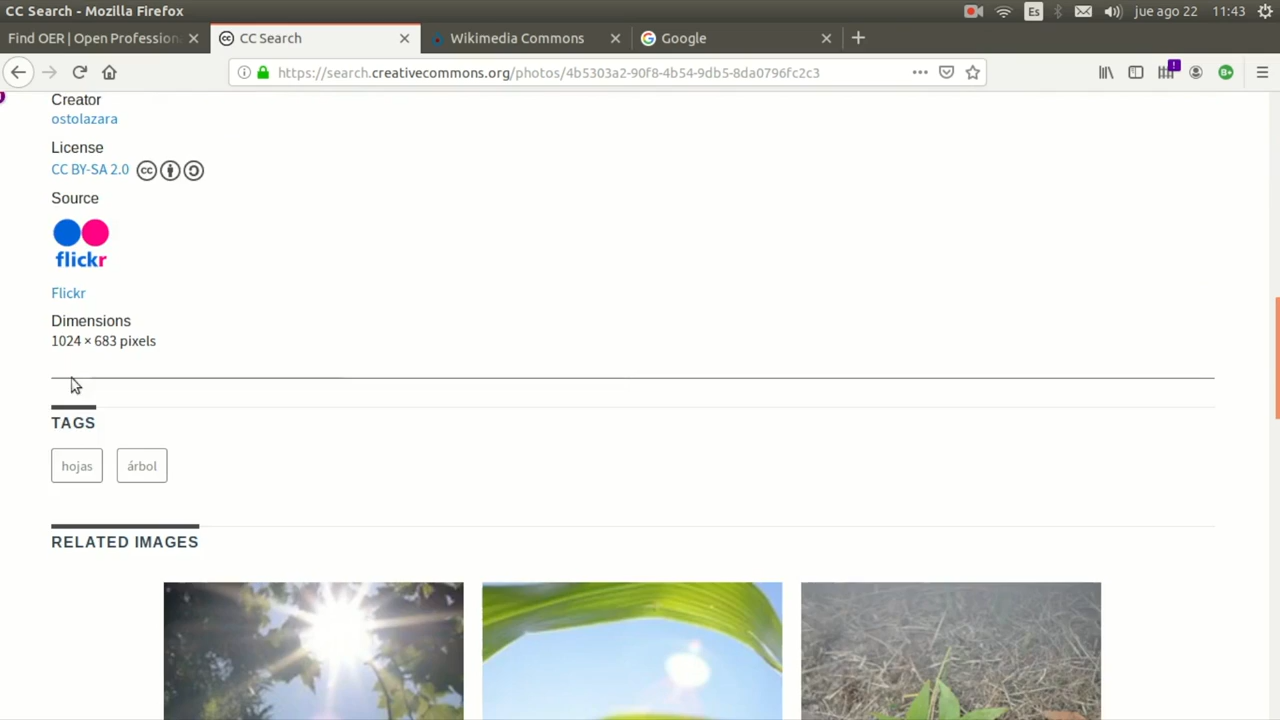 CC Search - Mozilla Firefox
Es
jue ago 22
11:43
Find OER | Open Profession
CC Search
Wikimedia Commons
Google
https://search.creativecommons.org/photos/4b5303a2-90f8-4b54-9db5-8da0796fc2c3
Creator
ostolazara
License
CC BY-SA 2.0
Source
flickr
Flickr
Dimensions
1024 × 683 pixels
TAGS
hojas
árbol
RELATED IMAGES